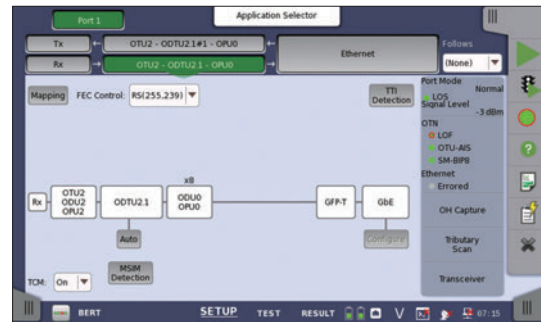 Port 1
Application Selector
Tx
OTU2 - ODTU2.1#1 - OPU0
Ethernet
Follows
Rx
OTU2 - ODTU2.1 - OPU0
(None)
Mapping
FEC Control:
RS(255.239)
TTI
Detection
Port Mode
Normal
LOS
Signal Level
-3 dBm
OTN
LOF
OTU-AIS
SM-BIP8
Ethernet
Errored
x8
Rx
OTU2
ODU2
OPU2
ODTU2.1
ODU0
OPU0
GFP-T
GbE
Auto
Configure
OH Capture
Tributary
Scan
Transceiver
TCM:
On
MSIM
Detection
BERT
SETUP
TEST
RESULT
07:15